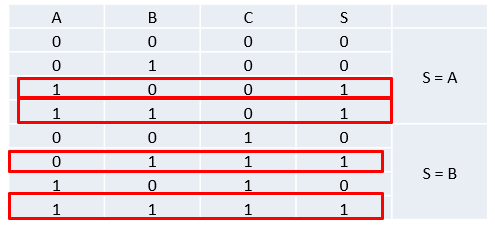 A B C S
0 0 0 0
0 1 0 0
1 0 0 1
S = A
1 1 0 1
0 0 1 0
0 1 1 1
S = B
1 0 1 0
1 1 1 1